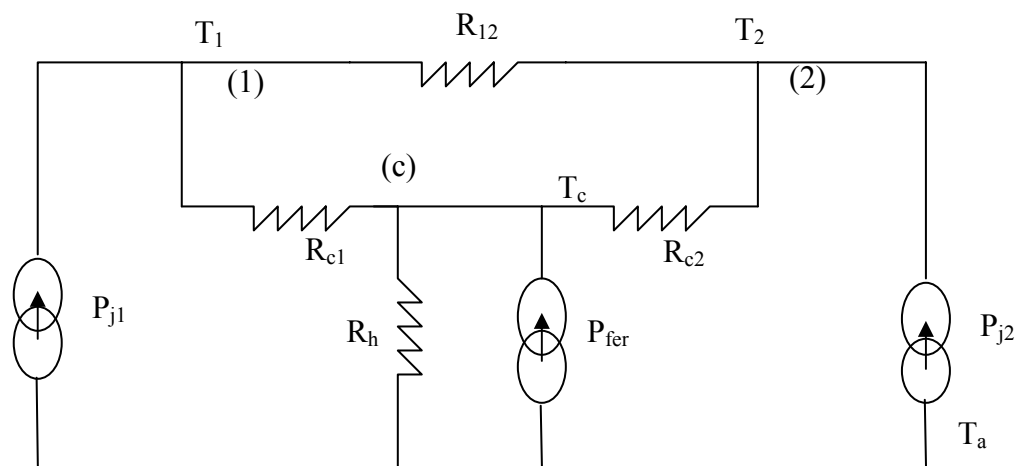 T1
R12
T2
(1)
(2)
(c)
Tc
Rc1
Rc2
Pj1
Rh
Pfer
Pj2
Ta